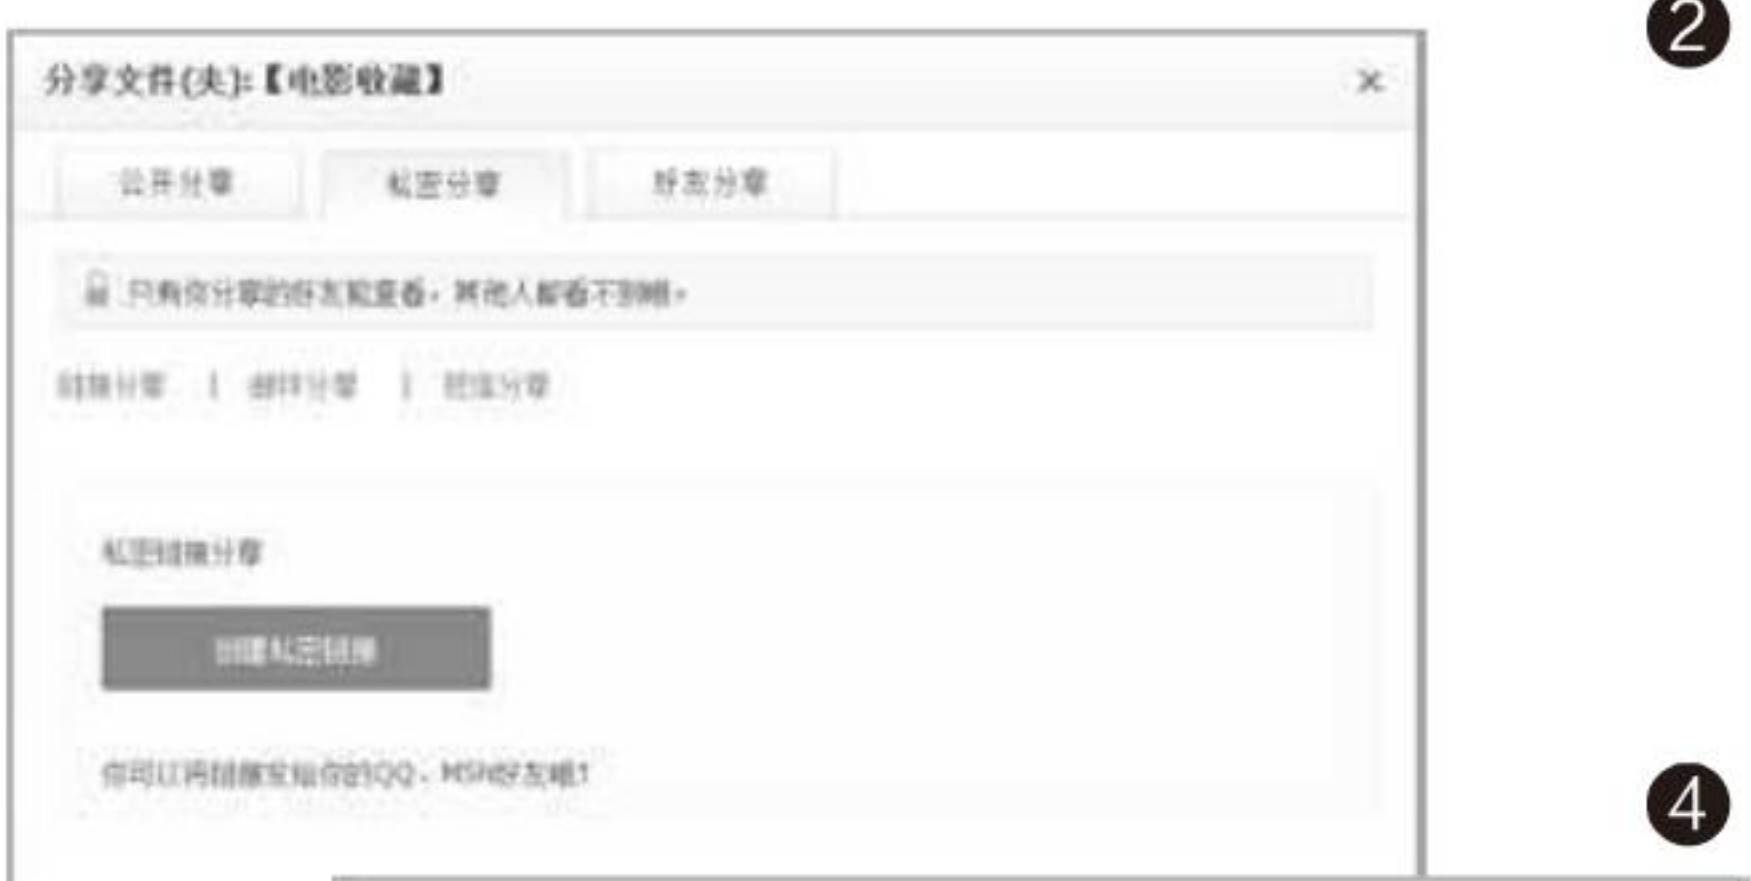 ❷
分享文件(夹):【电影收藏】 ×
公开分享 私密分享 好友分享
只有你分享的好友能查看，其他人都看不到哦。
链接分享 | 邮件分享 | 短信分享
私密链接分享
创建私密链接
你可以将链接发给你的QQ、MSN好友哦！
❹